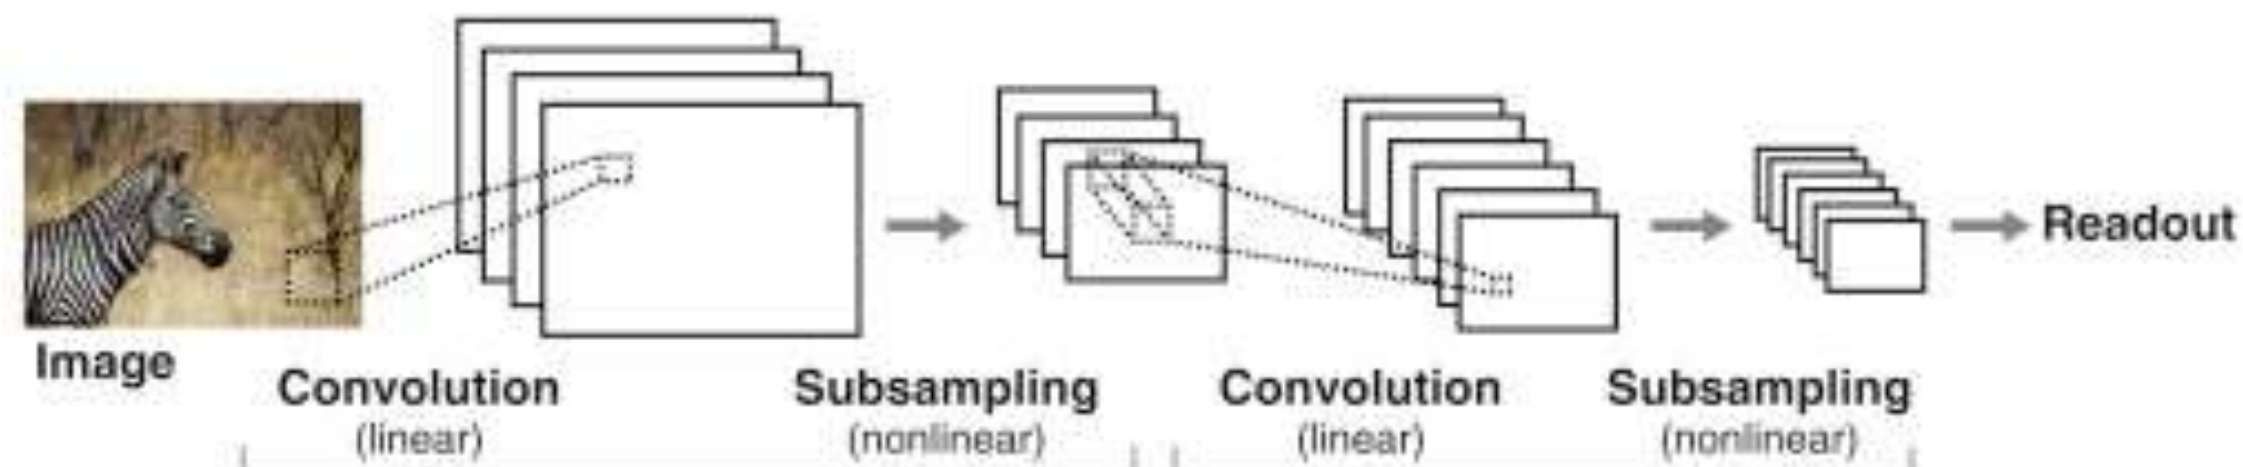 Readout
Image
Convolution Subsampling Convolution Subsampling
(linear) (nonlinear) (linear) (nonlinear)